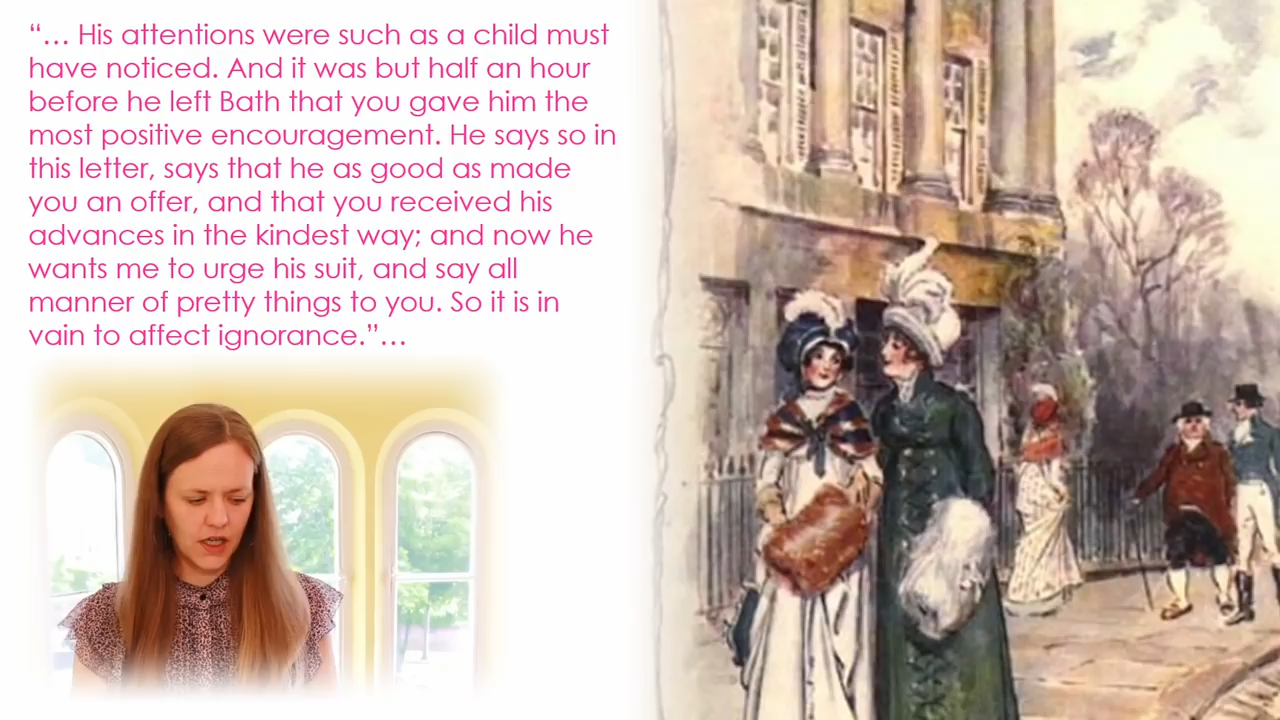 “… His attentions were such as a child must
have noticed. And it was but half an hour
before he left Bath that you gave him the
most positive encouragement. He says so in
this letter, says that he as good as made
you an offer, and that you received his
advances in the kindest way; and now he
wants me to urge his suit, and say all
manner of pretty things to you. So it is in
vain to affect ignorance.”…